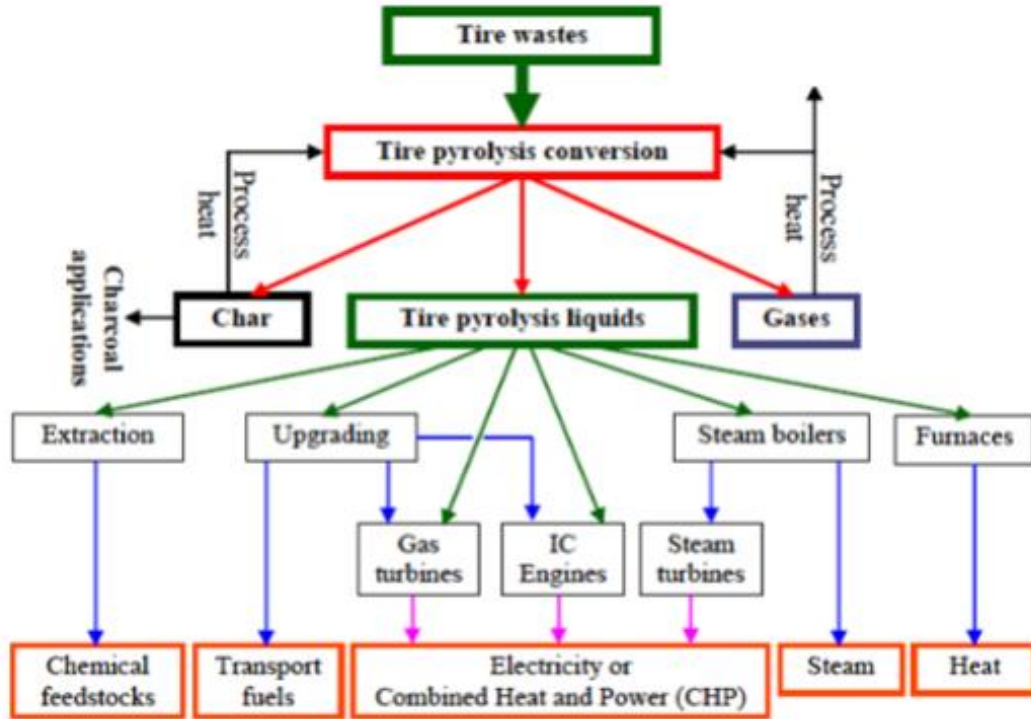 Tire wastes
Tire pyrolysis conversion
Process
heat
Process
heat
Charcoal
applications
Char
Tire pyrolysis liquids
Gases
Extraction
Upgrading
Steam boilers
Furnaces
Gas
turbines
IC
Engines
Steam
turbines
Chemical
feedstocks
Transport
fuels
Electricity or
Combined Heat and Power (CHP)
Steam
Heat